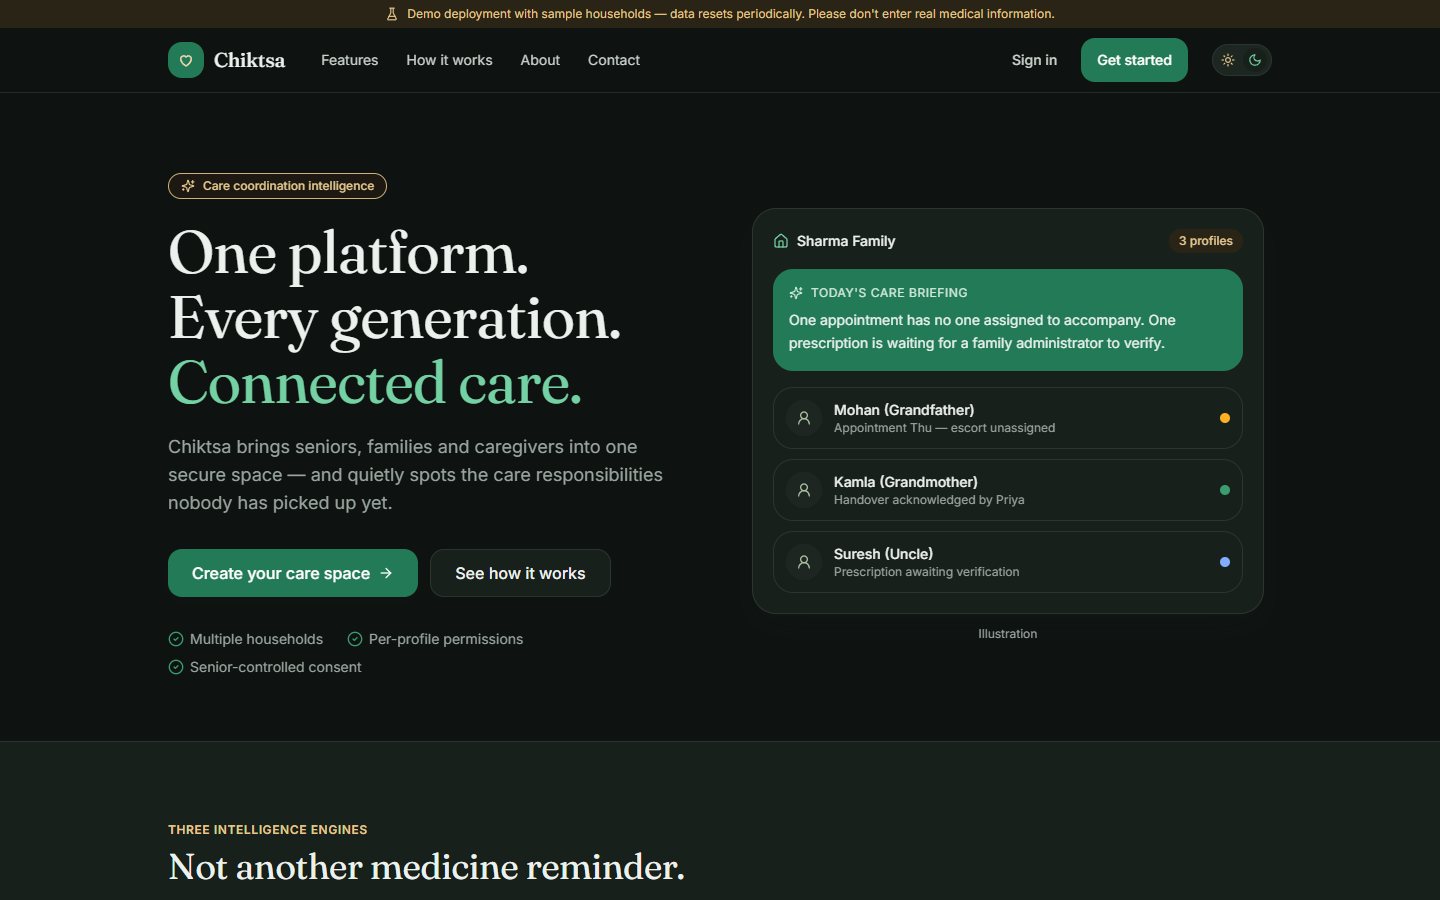 Demo deployment with sample households — data resets periodically. Please don't enter real medical information.
Chiktsa
Features
How it works
About
Contact
Sign in
Get started
Care coordination intelligence
One platform.
Every generation.
Connected care.
Chiktsa brings seniors, families and caregivers into one
secure space — and quietly spots the care responsibilities
nobody has picked up yet.
Create your care space →
See how it works
Multiple households
Per-profile permissions
Senior-controlled consent
Sharma Family
3 profiles
TODAY'S CARE BRIEFING
One appointment has no one assigned to accompany. One
prescription is waiting for a family administrator to verify.
Mohan (Grandfather)
Appointment Thu — escort unassigned
Kamla (Grandmother)
Handover acknowledged by Priya
Suresh (Uncle)
Prescription awaiting verification
Illustration
THREE INTELLIGENCE ENGINES
Not another medicine reminder.